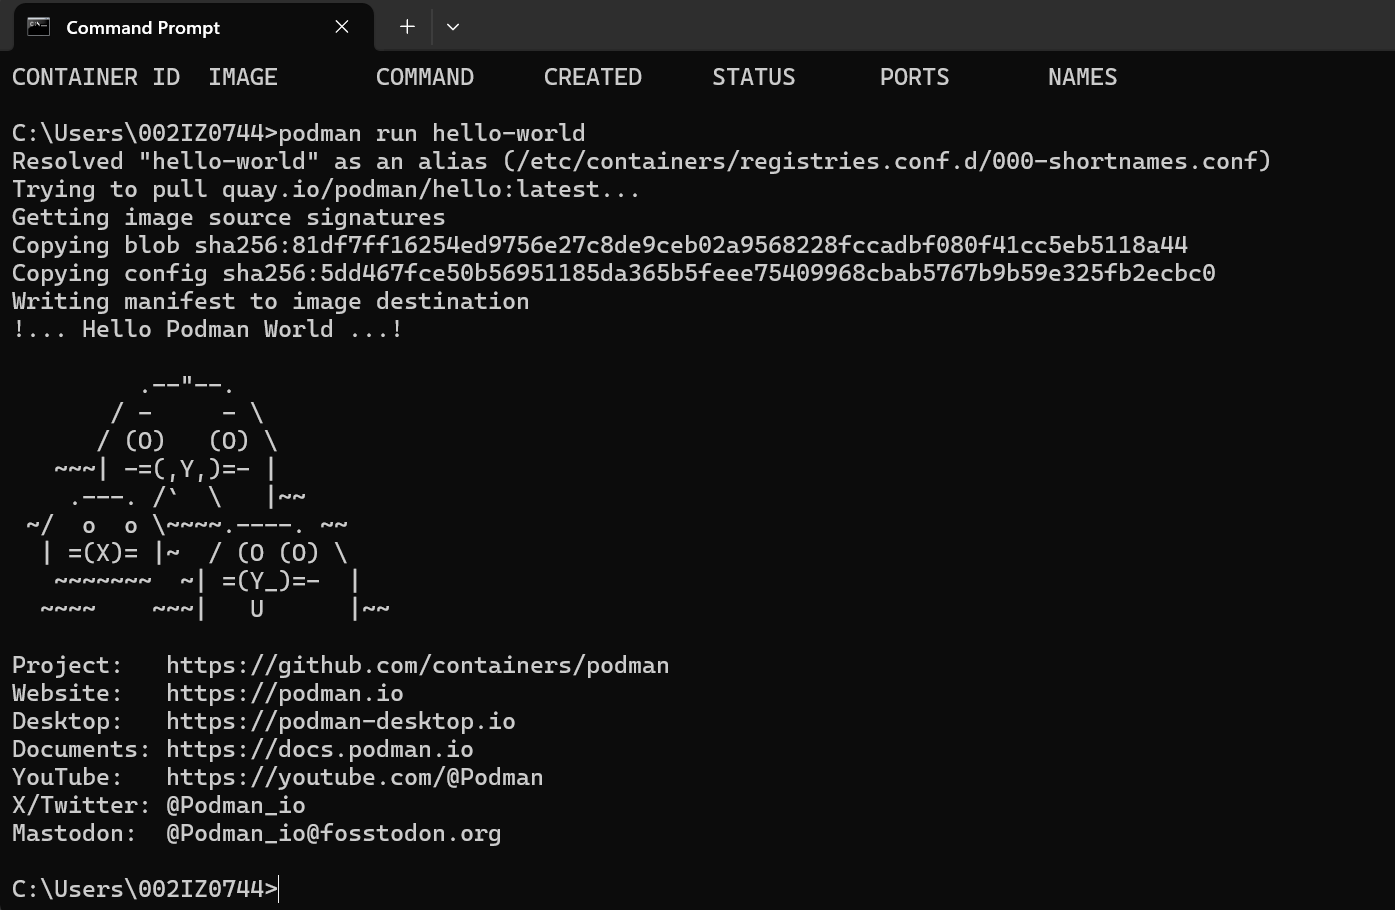 Command Prompt
CONTAINER ID  IMAGE       COMMAND     CREATED     STATUS      PORTS       NAMES
C:\Users\002IZ0744>podman run hello-world
Resolved "hello-world" as an alias (/etc/containers/registries.conf.d/000-shortnames.conf)
Trying to pull quay.io/podman/hello:latest...
Getting image source signatures
Copying blob sha256:81df7ff16254ed9756e27c8de9ceb02a9568228fccadbf080f41cc5eb5118a44
Copying config sha256:5dd467fce50b56951185da365b5feee75409968cbab5767b9b59e325fb2ecbc0
Writing manifest to image destination
!... Hello Podman World ...!

         .--"--.
       / -     - \
      / (O)   (O) \
   ~~~| -=(,Y,)=- |
    .---. /`  \   |~~
 ~/  o  o \~~~~.----. ~~
  | =(X)= |~  / (O (O) \
   ~~~~~~~  ~| =(Y_)=-  |
  ~~~~    ~~~|   U      |~~

Project:   https://github.com/containers/podman
Website:   https://podman.io
Desktop:   https://podman-desktop.io
Documents: https://docs.podman.io
YouTube:   https://youtube.com/@Podman
X/Twitter: @Podman_io
Mastodon:  @Podman_io@fosstodon.org

C:\Users\002IZ0744>